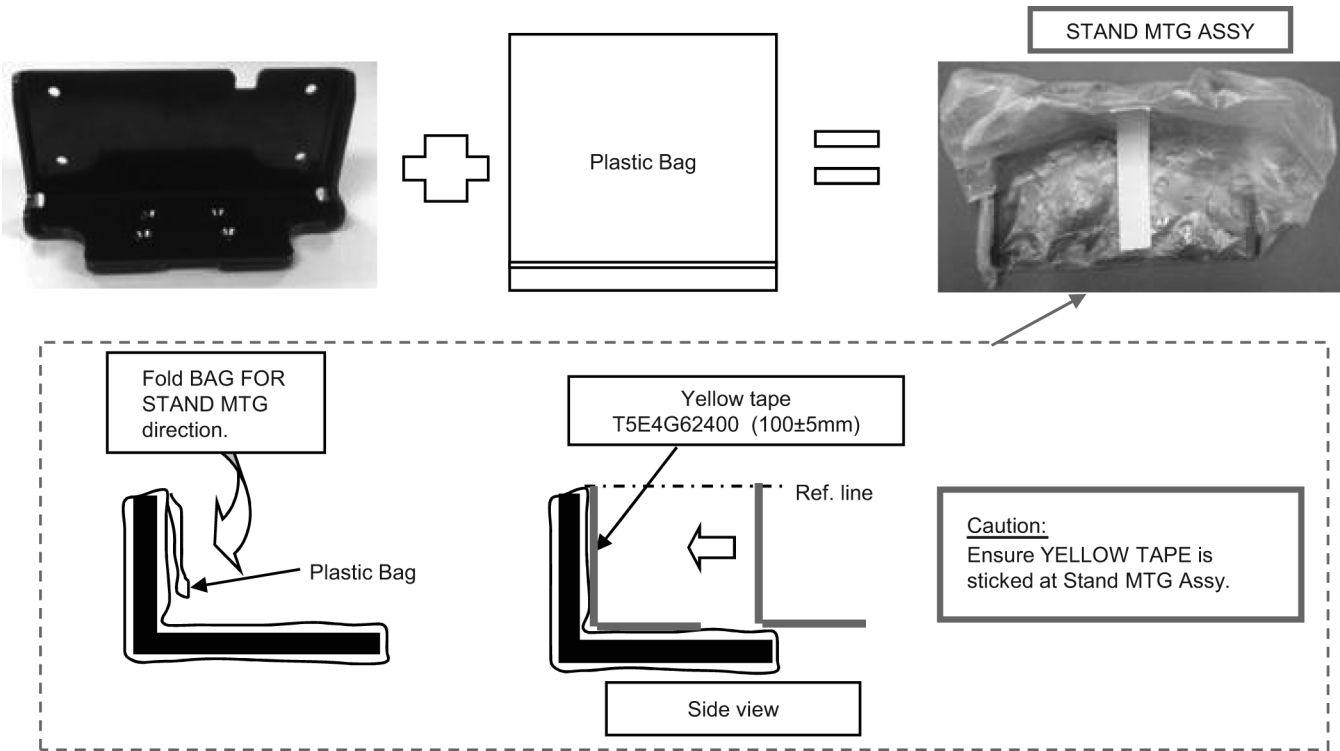 STAND MTG ASSY
Plastic Bag
Fold BAG FOR
STAND MTG
direction.
Plastic Bag
Yellow tape
T5E4G62400 (100±5mm)
Ref. line
Side view
Caution:
Ensure YELLOW TAPE is
sticked at Stand MTG Assy.